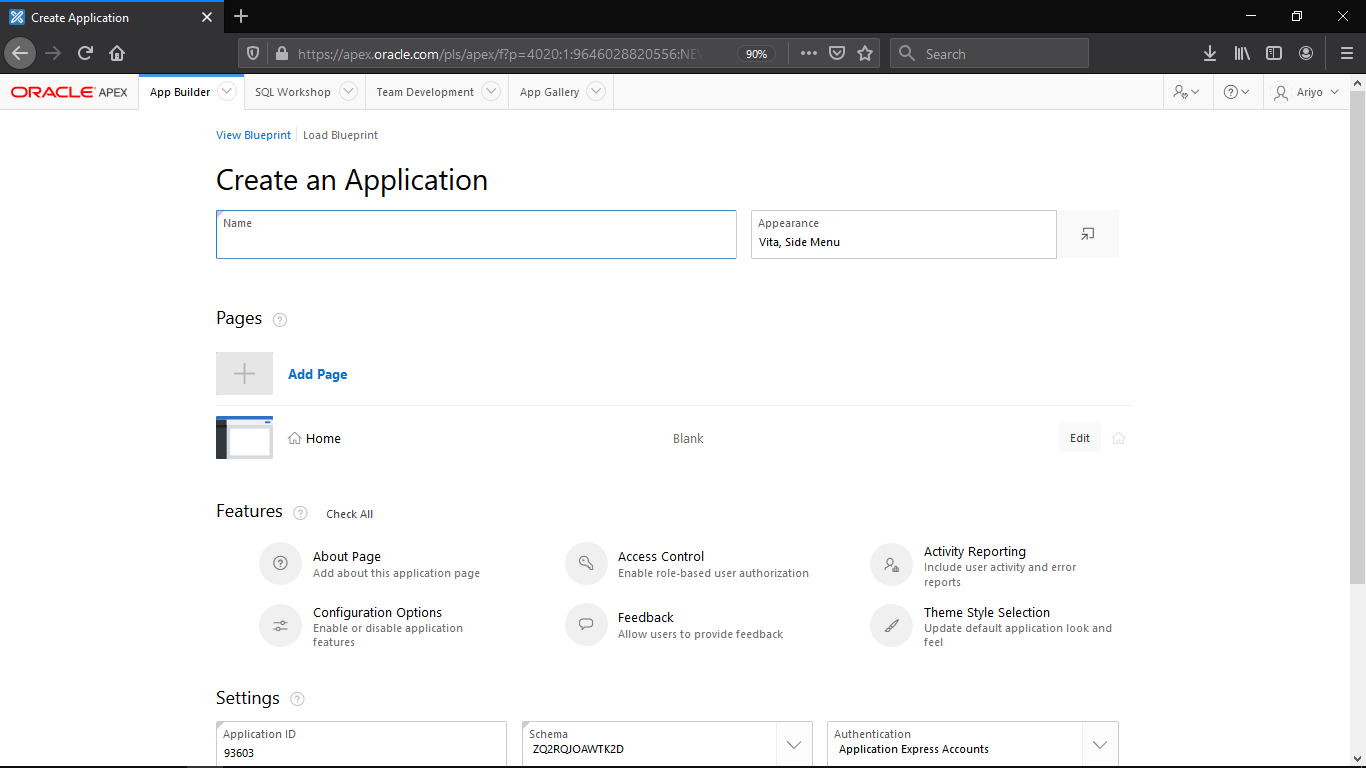 Create Application
https://apex.oracle.com/pls/apex/f?p=4020:1:9646028820556:NE
90%
Search
ORACLE APEX
App Builder
SQL Workshop
Team Development
App Gallery
Ariyo
View Blueprint
Load Blueprint
Create an Application
Name
Appearance
Vita, Side Menu
Pages
Add Page
Home
Blank
Edit
Features
Check All
About Page
Add about this application page
Access Control
Enable role-based user authorization
Activity Reporting
Include user activity and error
reports
Configuration Options
Enable or disable application
features
Feedback
Allow users to provide feedback
Theme Style Selection
Update default application look and
feel
Settings
Application ID
93603
Schema
ZQ2RQJOAWTK2D
Authentication
Application Express Accounts